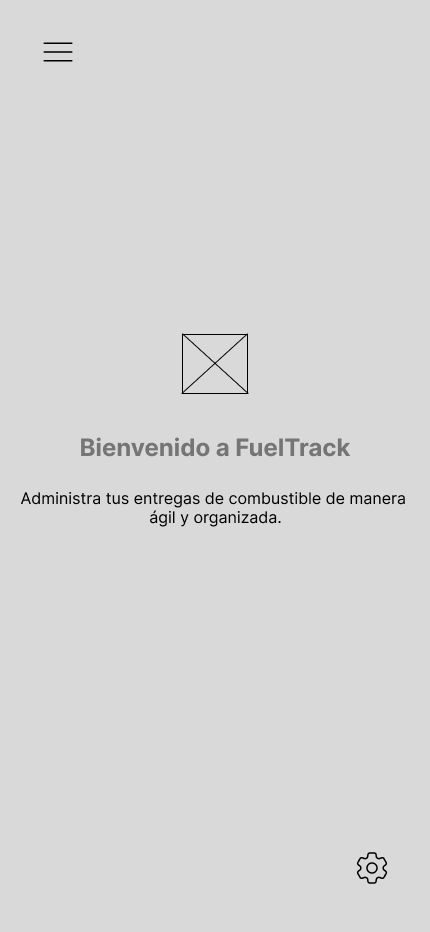 Bienvenido a FuelTrack
Administra tus entregas de combustible de manera
ágil y organizada.